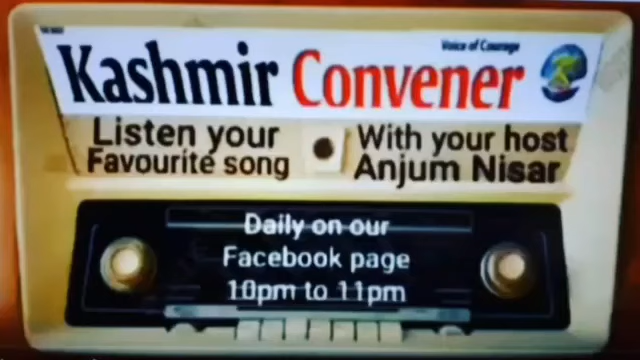 Voice of Courage
Kashmir Convener
Listen your
Favourite song
With your host
Anjum Nisar
Daily on our
Facebook page
10pm to 11pm